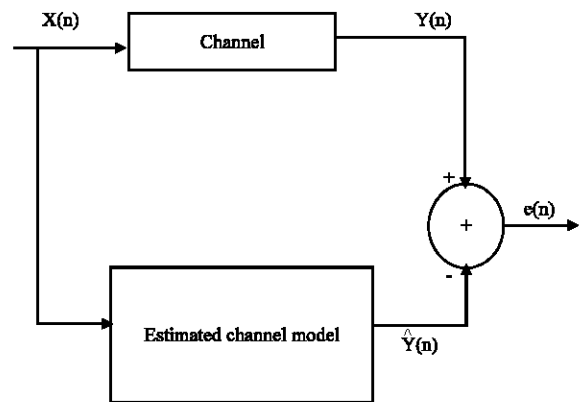 X(n)
Channel
Y(n)
+
+
-
e(n)
Estimated channel model
Ŷ(n)